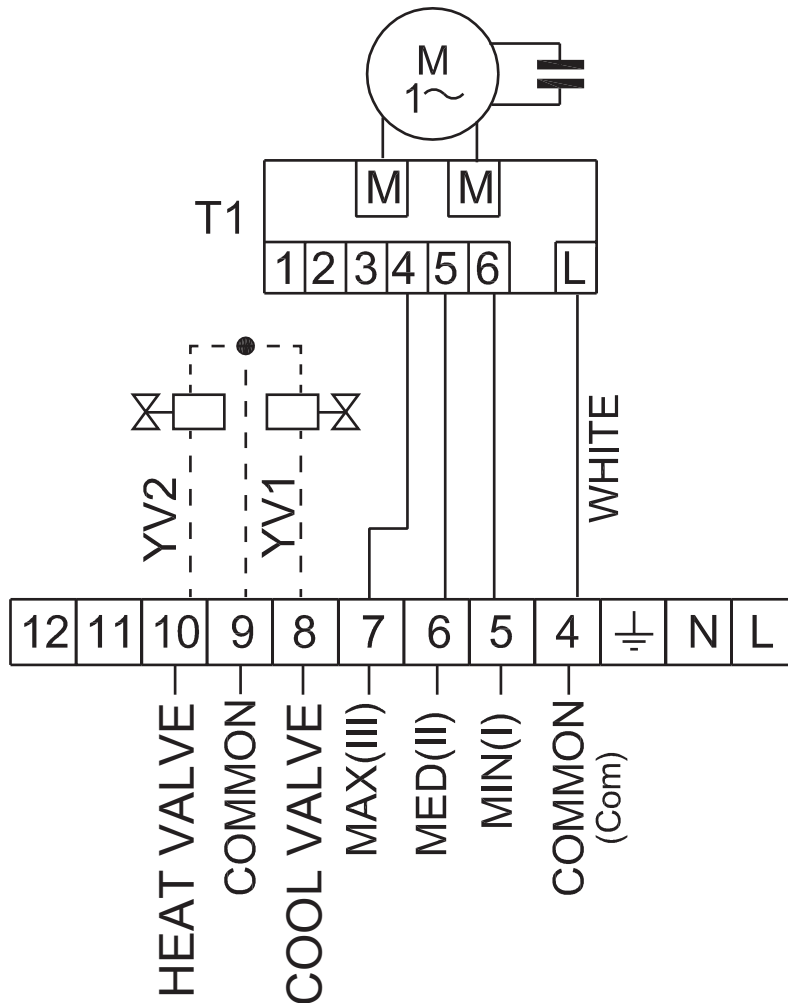 M
1~
M M
T1
1 2 3 4 5 6 L
YV2
YV1
WHITE
12 11 10 9 8 7 6 5 4 ⏚ N L
HEAT VALVE
COMMON
COOL VALVE
MAX(III)
MED(II)
MIN(I)
COMMON
(Com)